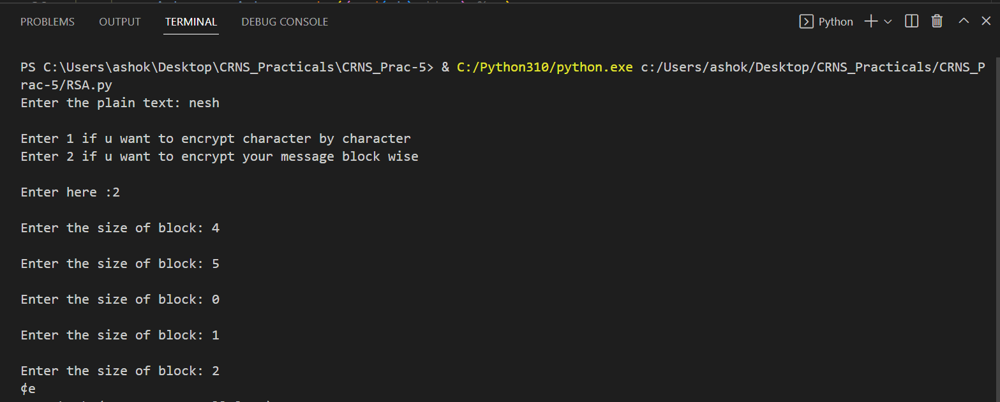 PROBLEMS OUTPUT TERMINAL DEBUG CONSOLE Python
PS C:\Users\ashok\Desktop\CRNS_Practicals\CRNS_Prac-5> & C:/Python310/python.exe c:/Users/ashok/Desktop/CRNS_Practicals/CRNS_P
rac-5/RSA.py
Enter the plain text: nesh
Enter 1 if u want to encrypt character by character
Enter 2 if u want to encrypt your message block wise
Enter here :2
Enter the size of block: 4
Enter the size of block: 5
Enter the size of block: 0
Enter the size of block: 1
Enter the size of block: 2